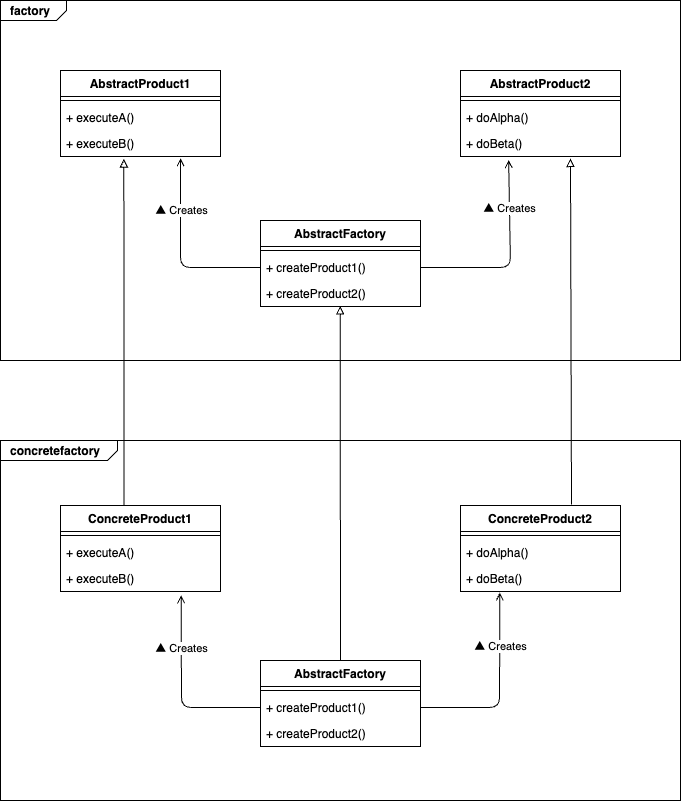 factory
AbstractProduct1
+ executeA()
+ executeB()
AbstractProduct2
+ doAlpha()
+ doBeta()
▲ Creates
▲ Creates
AbstractFactory
+ createProduct1()
+ createProduct2()
concretefactory
ConcreteProduct1
+ executeA()
+ executeB()
ConcreteProduct2
+ doAlpha()
+ doBeta()
▲ Creates
▲ Creates
AbstractFactory
+ createProduct1()
+ createProduct2()